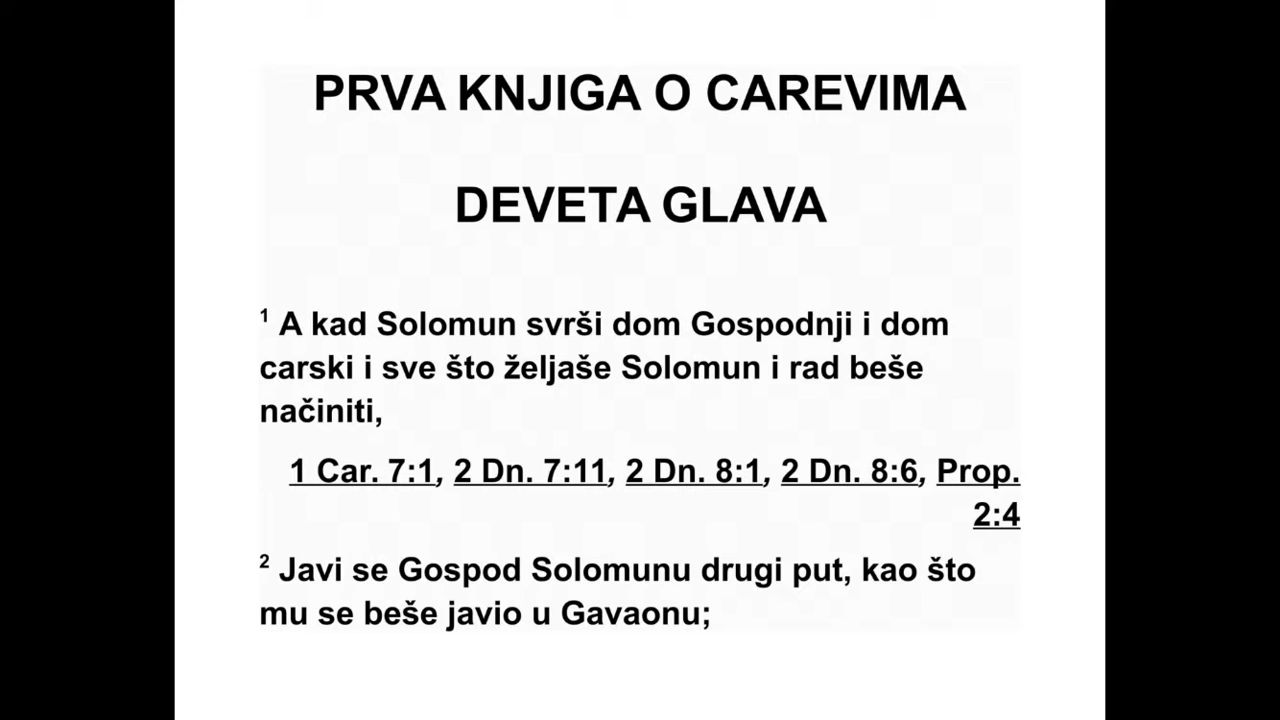 PRVA KNJIGA O CAREVIMA
DEVETA GLAVA
1 A kad Solomun svrši dom Gospodnji i dom
carski i sve što željaše Solomun i rad beše
načiniti,
1 Car. 7:1, 2 Dn. 7:11, 2 Dn. 8:1, 2 Dn. 8:6, Prop.
2:4
2 Javi se Gospod Solomunu drugi put, kao što
mu se beše javio u Gavaonu;